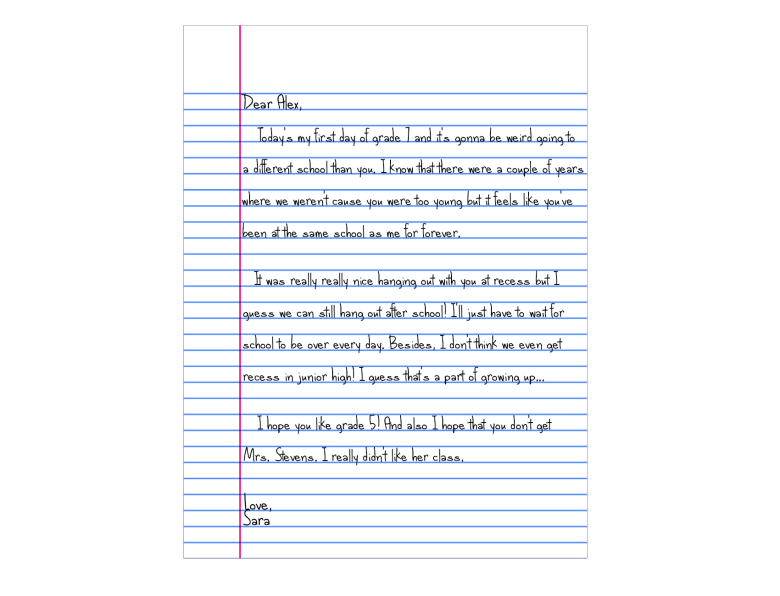 Dear Alex,
Today's my first day of grade 7 and it's gonna be weird going to
a different school than you. I know that there were a couple of years
where we weren't cause you were too young but it feels like you've
been at the same school as me for forever.
It was really really nice hanging out with you at recess but I
guess we can still hang out after school! I'll just have to wait for
school to be over every day. Besides, I don't think we even get
recess in junior high! I guess that's a part of growing up...
I hope you like grade 5! And also I hope that you don't get
Mrs. Stevens. I really didn't like her class.
Love,
Sara